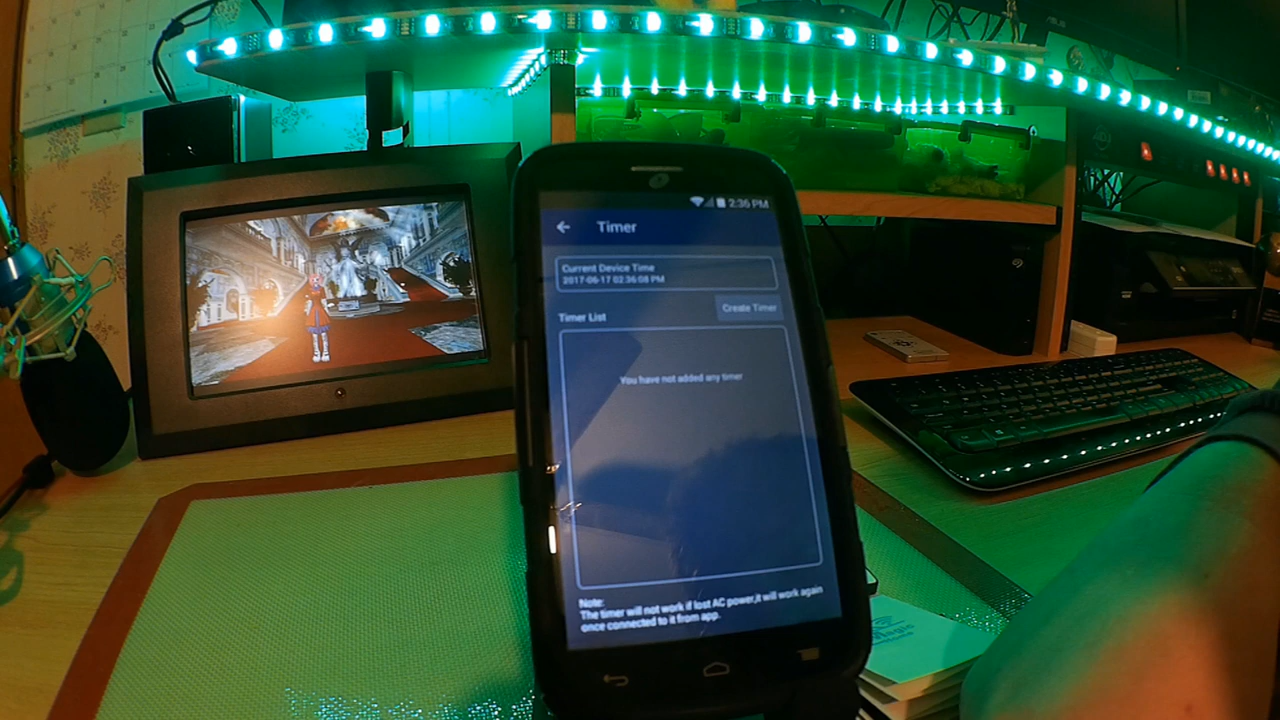 2:36 PM
Timer
Current Device Time
2017-06-17 02:36:08 PM
Create Timer
Timer List
You have not added any timer
Note:
The timer will not work if lost AC power,it will work again
once connected to it from app.
Magic